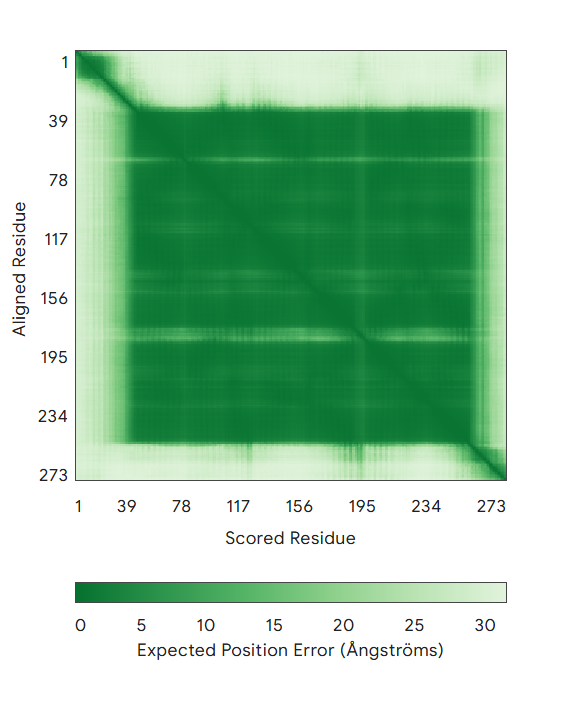 1
39
78
117
156
195
234
273
Aligned Residue
1 39 78 117 156 195 234 273
Scored Residue
0 5 10 15 20 25 30
Expected Position Error (Ångströms)